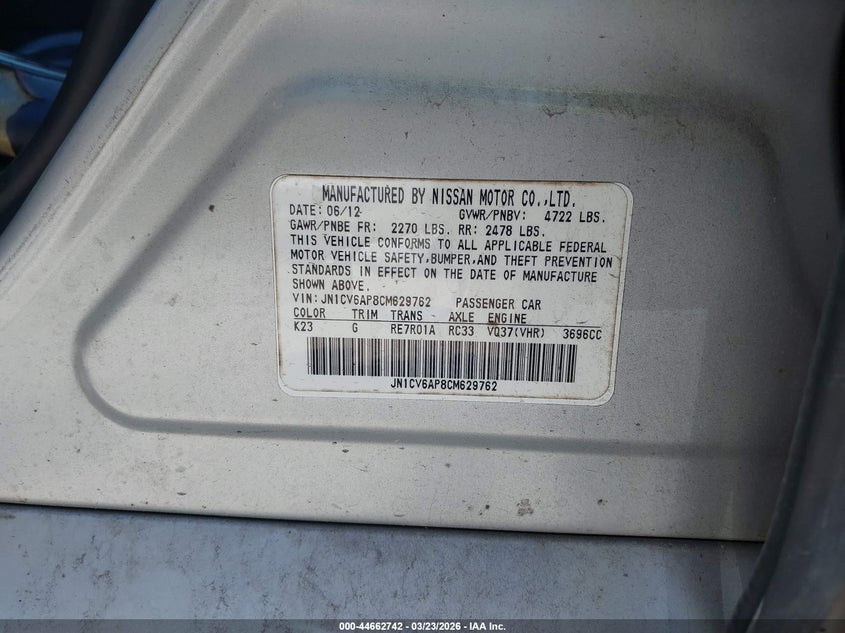 MANUFACTURED BY NISSAN MOTOR CO.,LTD.
DATE: 06/12 GVWR/PNBV: 4722 LBS.
GAWR/PNBE FR: 2270 LBS. RR: 2478 LBS.
THIS VEHICLE CONFORMS TO ALL APPLICABLE FEDERAL
MOTOR VEHICLE SAFETY,BUMPER,AND THEFT PREVENTION
STANDARDS IN EFFECT ON THE DATE OF MANUFACTURE
SHOWN ABOVE.
VIN: JN1CV6AP8CM629762 PASSENGER CAR
COLOR TRIM TRANS AXLE ENGINE
K23 G RE7R01A RC33 VQ37(VHR) 3696CC
JN1CV6AP8CM629762
000-44662742 | 03/23/2026 | ©IAA Inc.